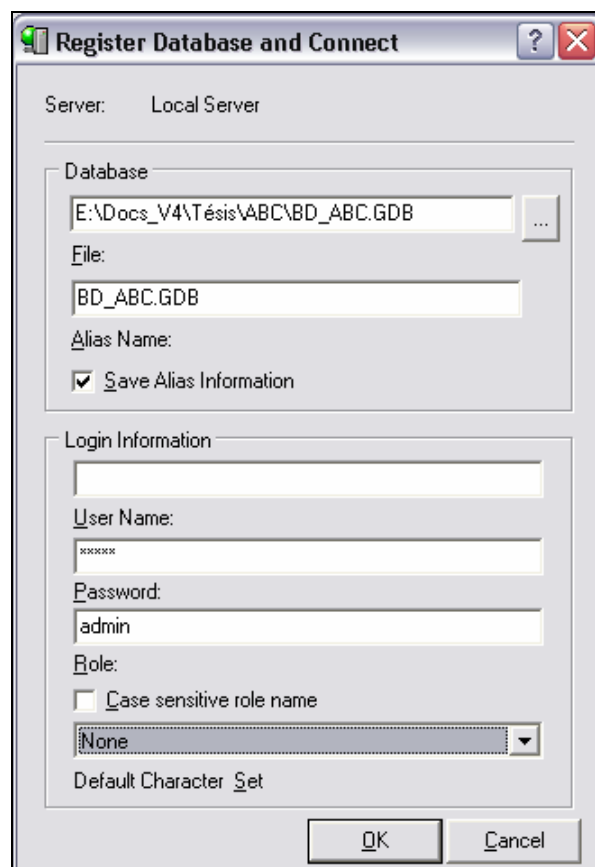 Register Database and Connect
Server: Local Server
Database
E:\Docs_V4\Tésis\ABC\BD_ABC.GDB
...
File:
BD_ABC.GDB
Alias Name:
Save Alias Information
Login Information
User Name:
*****
Password:
admin
Role:
Case sensitive role name
None
Default Character Set
OK Cancel